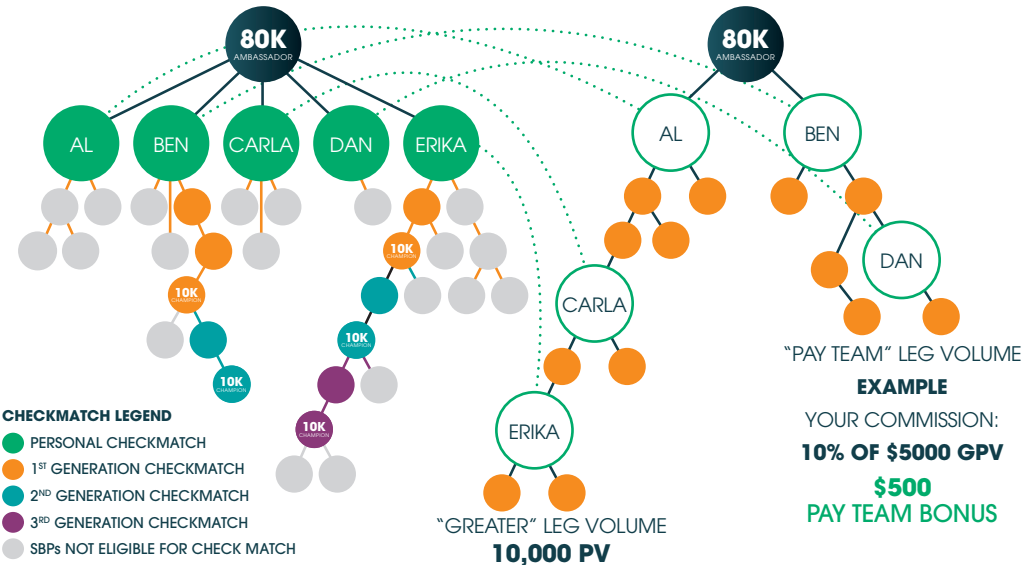 80K
AMBASSADOR
80K
AMBASSADOR
AL
BEN
CARLA
DAN
ERIKA
AL
BEN
10K
CHAMPION
10K
CHAMPION
10K
CHAMPION
10K
CHAMPION
10K
CHAMPION
DAN
CARLA
ERIKA
"PAY TEAM" LEG VOLUME
EXAMPLE
YOUR COMMISSION:
10% OF $5000 GPV
$500
PAY TEAM BONUS
CHECKMATCH LEGEND
PERSONAL CHECKMATCH
1ST GENERATION CHECKMATCH
2ND GENERATION CHECKMATCH
3RD GENERATION CHECKMATCH
SBPs NOT ELIGIBLE FOR CHECK MATCH
"GREATER" LEG VOLUME
10,000 PV